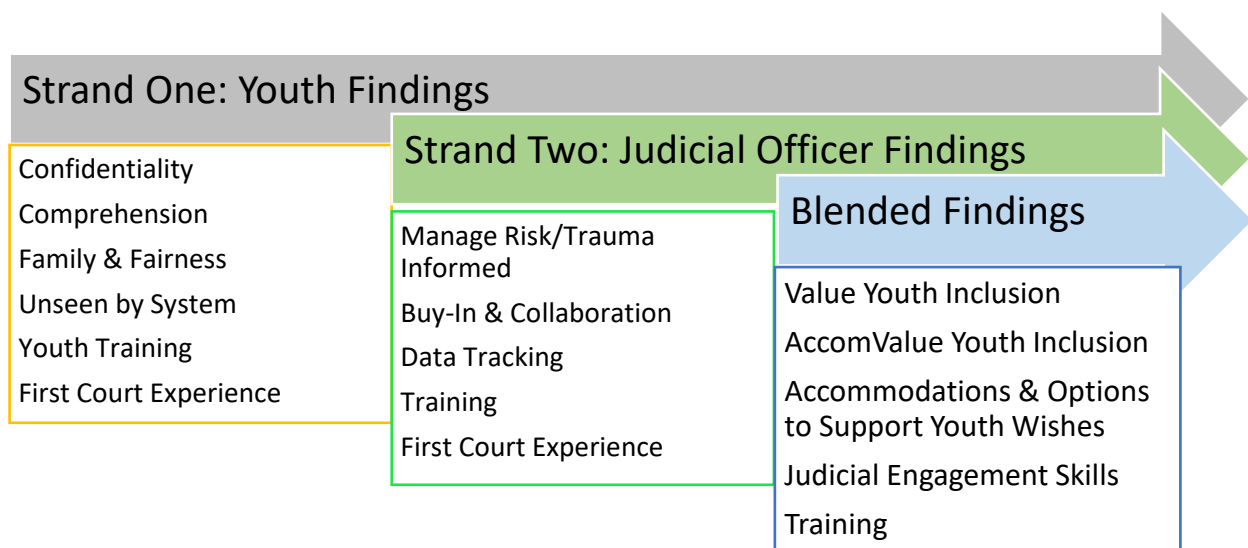 Strand One: Youth Findings
Confidentiality
Comprehension
Family & Fairness
Unseen by System
Youth Training
First Court Experience
Strand Two: Judicial Officer Findings
Manage Risk/Trauma
Informed
Buy-In & Collaboration
Data Tracking
Training
First Court Experience
Blended Findings
Value Youth Inclusion
AccomValue Youth Inclusion
Accommodations & Options
to Support Youth Wishes
Judicial Engagement Skills
Training